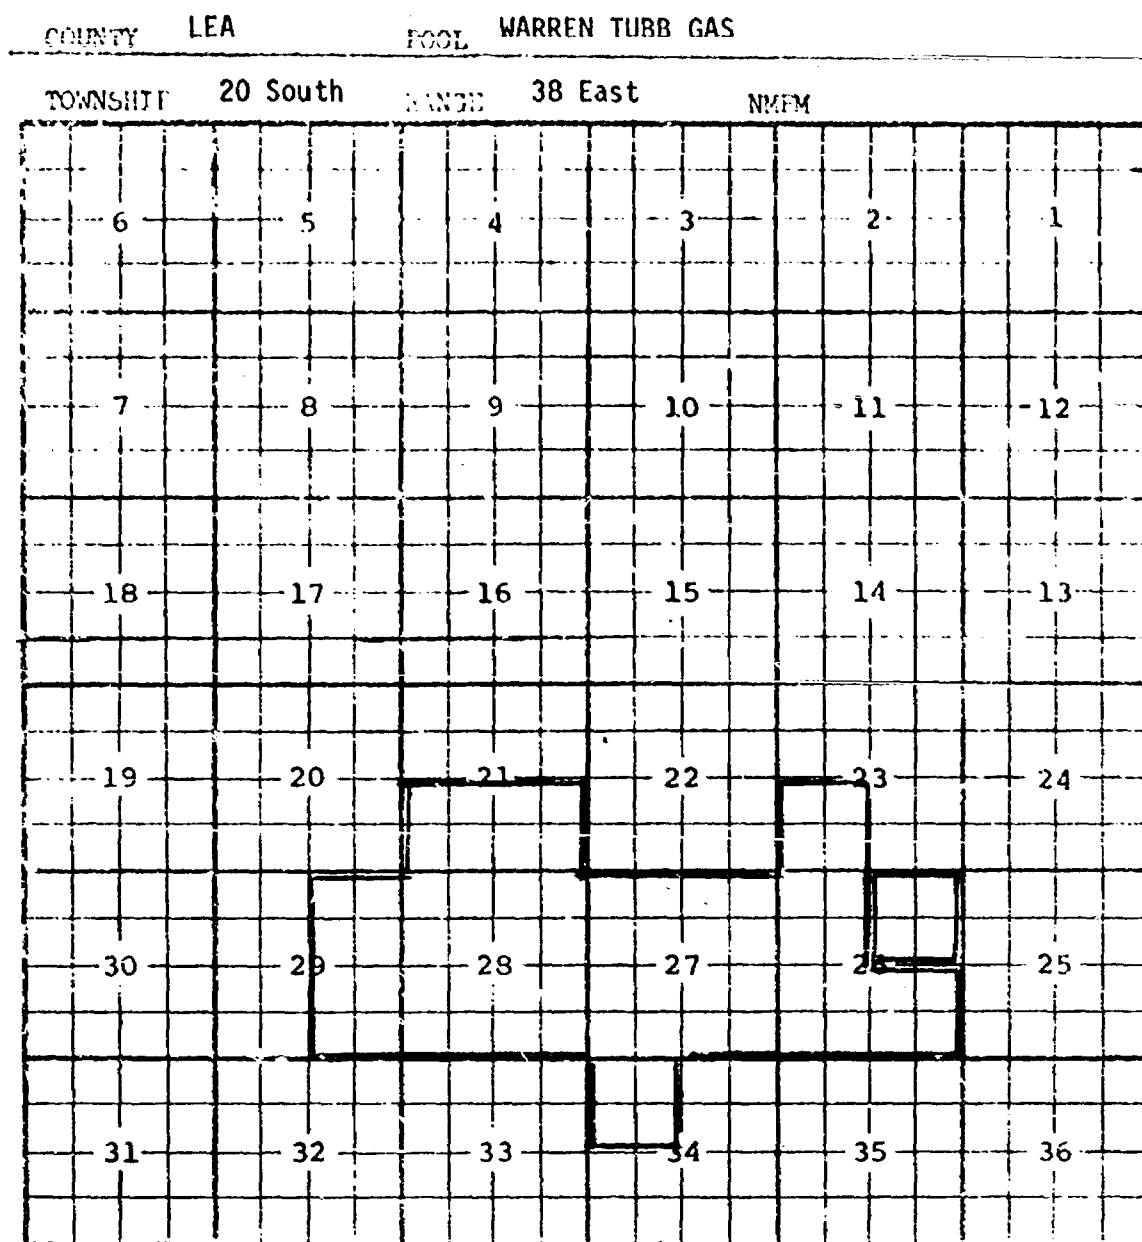 COUNTY LEA POOL WARREN TUBB GAS
TOWNSHIP 20 South RANGE 38 East NMPM
6 5 4 3 2 1
7 8 9 10 11 12
18 17 16 15 14 13
19 20 21 22 23 24
30 29 28 27 26 25
31 32 33 34 35 36